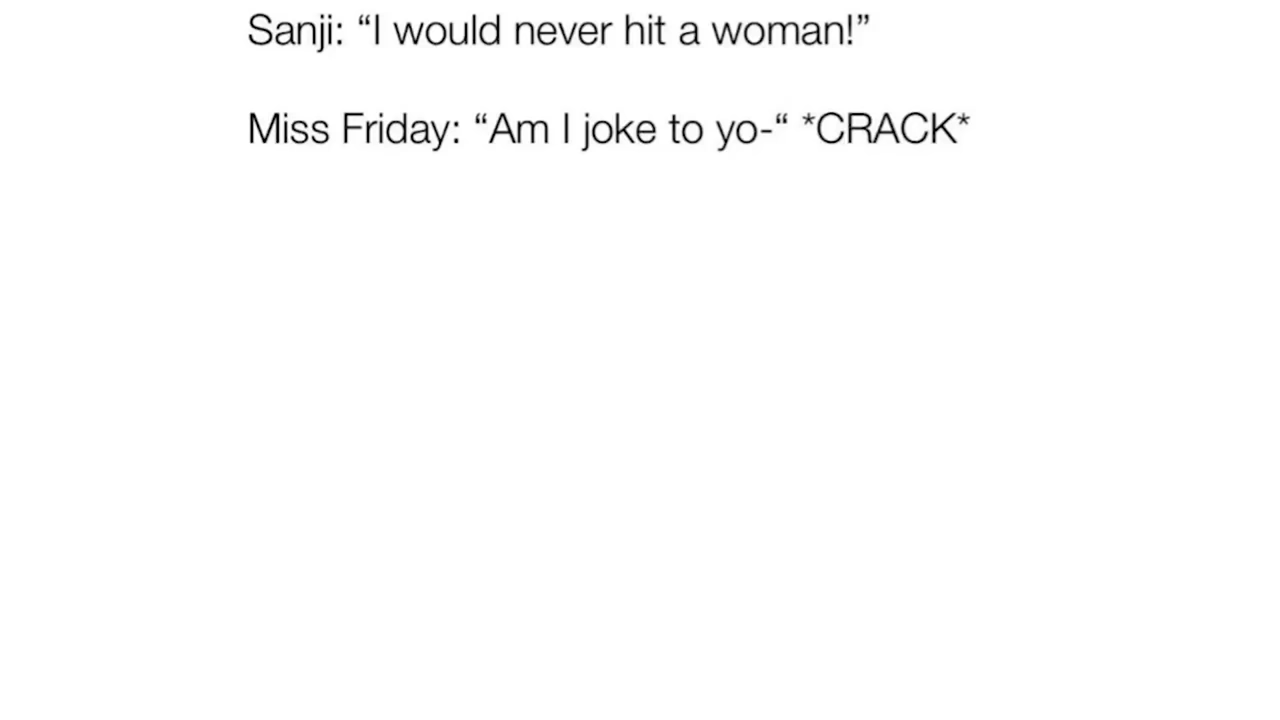 Sanji: “I would never hit a woman!”
Miss Friday: “Am I joke to yo-“ *CRACK*